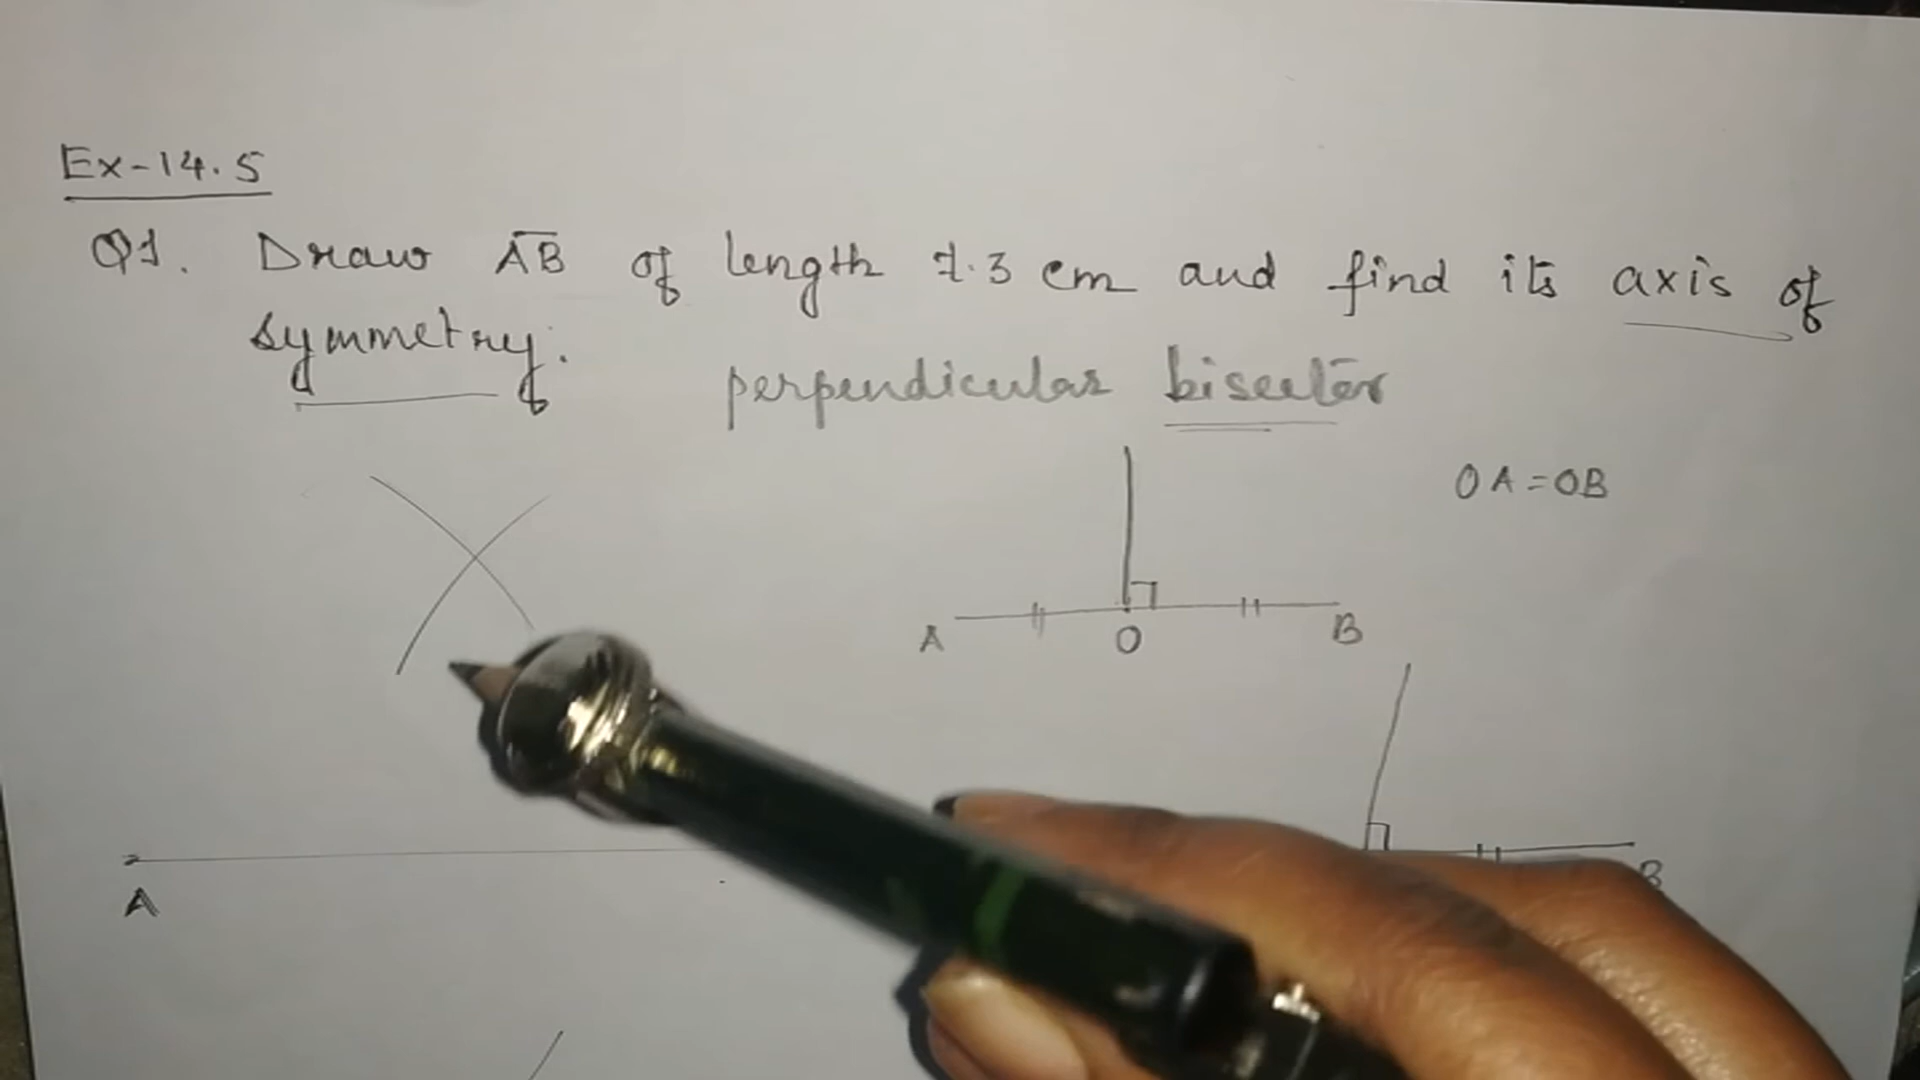 Ex-14.5
Q1. Draw A̅B̅ of length 7.3 cm and find its axis of
symmetry.
perpendicular bisector
OA=OB
A O B
B
A